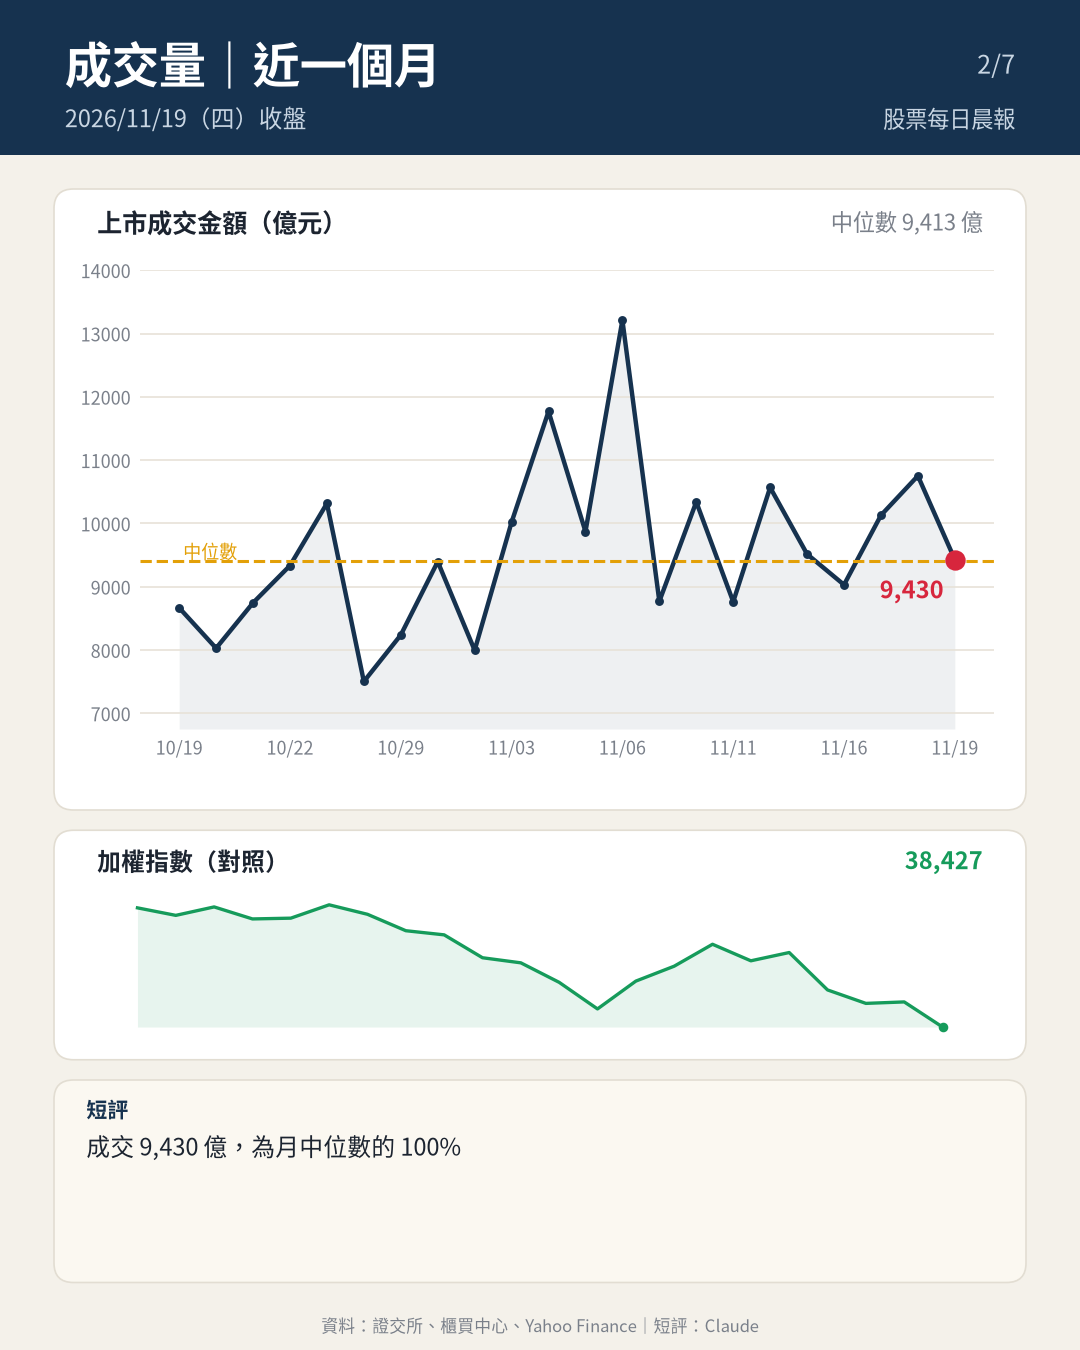 成交量｜近一個月
2/7
2026/11/19（四）收盤
股票每日晨報
上市成交金額（億元）
中位數 9,413 億
14000
13000
12000
11000
10000
中位數
9000
9,430
8000
7000
10/19 10/22 10/29 11/03 11/06 11/11 11/16 11/19
加權指數（對照）
38,427
短評
成交 9,430 億，為月中位數的 100%
資料：證交所、櫃買中心、Yahoo Finance｜短評：Claude